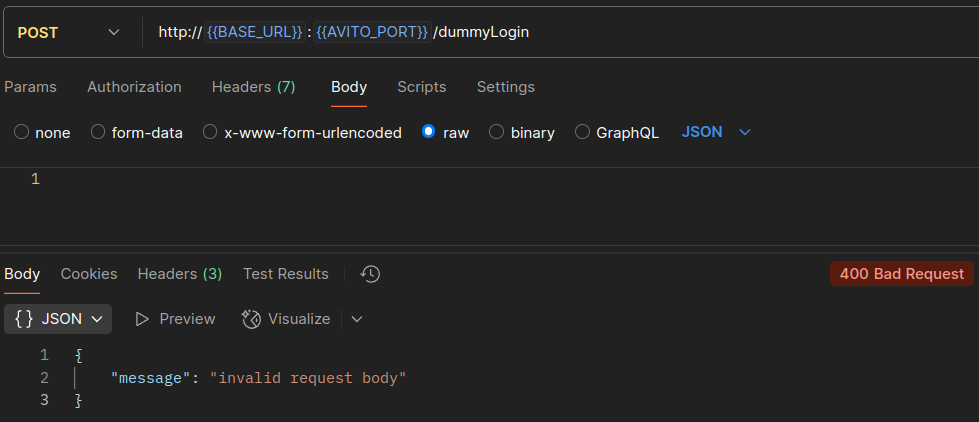 POST http://{{BASE_URL}}:{{AVITO_PORT}}/dummyLogin
Params Authorization Headers (7) Body Scripts Settings
none form-data x-www-form-urlencoded raw binary GraphQL JSON
1
Body Cookies Headers (3) Test Results 400 Bad Request
{} JSON Preview Visualize
1 {
2 "message": "invalid request body"
3 }